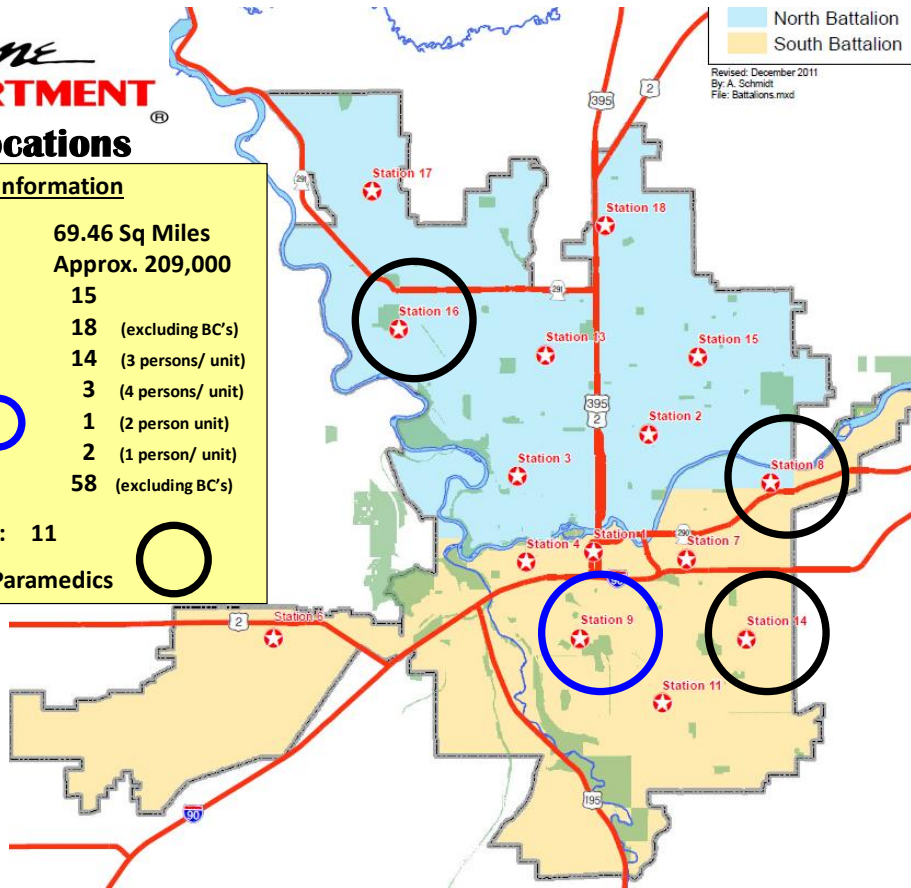 North Battalion
South Battalion
Revised: December 2011
By: A. Schmidt
File: Battalions.mxd
ne
RTMENT
®
ocations
nformation
69.46 Sq Miles
Approx. 209,000
15
18 (excluding BC's)
14 (3 persons/ unit)
3 (4 persons/ unit)
1 (2 person unit)
2 (1 person/ unit)
58 (excluding BC's)
: 11
Paramedics
395
2
291
Station 17
Station 18
291
Station 16
Station 13
Station 15
395
2
Station 2
Station 3
Station 8
Station 1
290
Station 4
Station 7
90
2
Station 6
Station 9
Station 14
Station 11
195
90